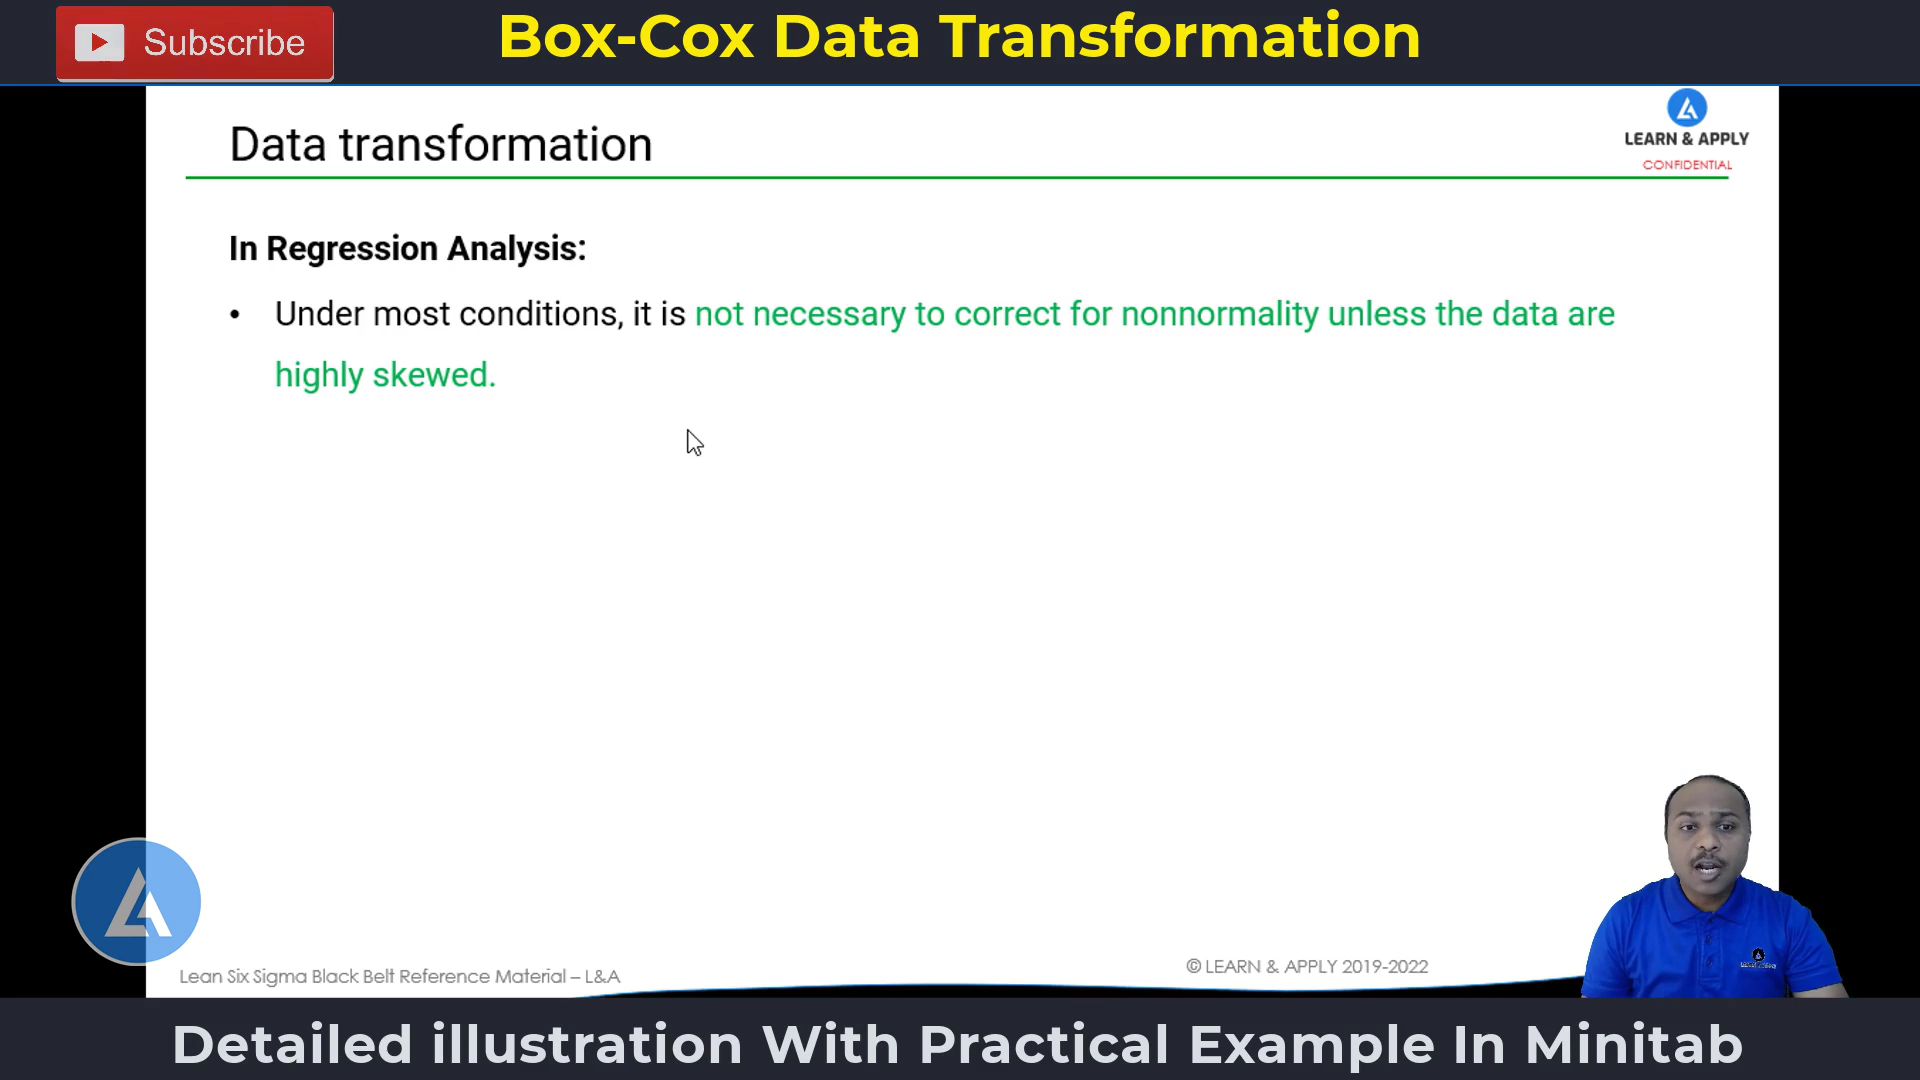 Subscribe
Box-Cox Data Transformation
Data transformation
LEARN & APPLY
CONFIDENTIAL
In Regression Analysis:
• Under most conditions, it is not necessary to correct for nonnormality unless the data are
highly skewed.
Lean Six Sigma Black Belt Reference Material – L&A
© LEARN & APPLY 2019-2022
Detailed illustration With Practical Example In Minitab